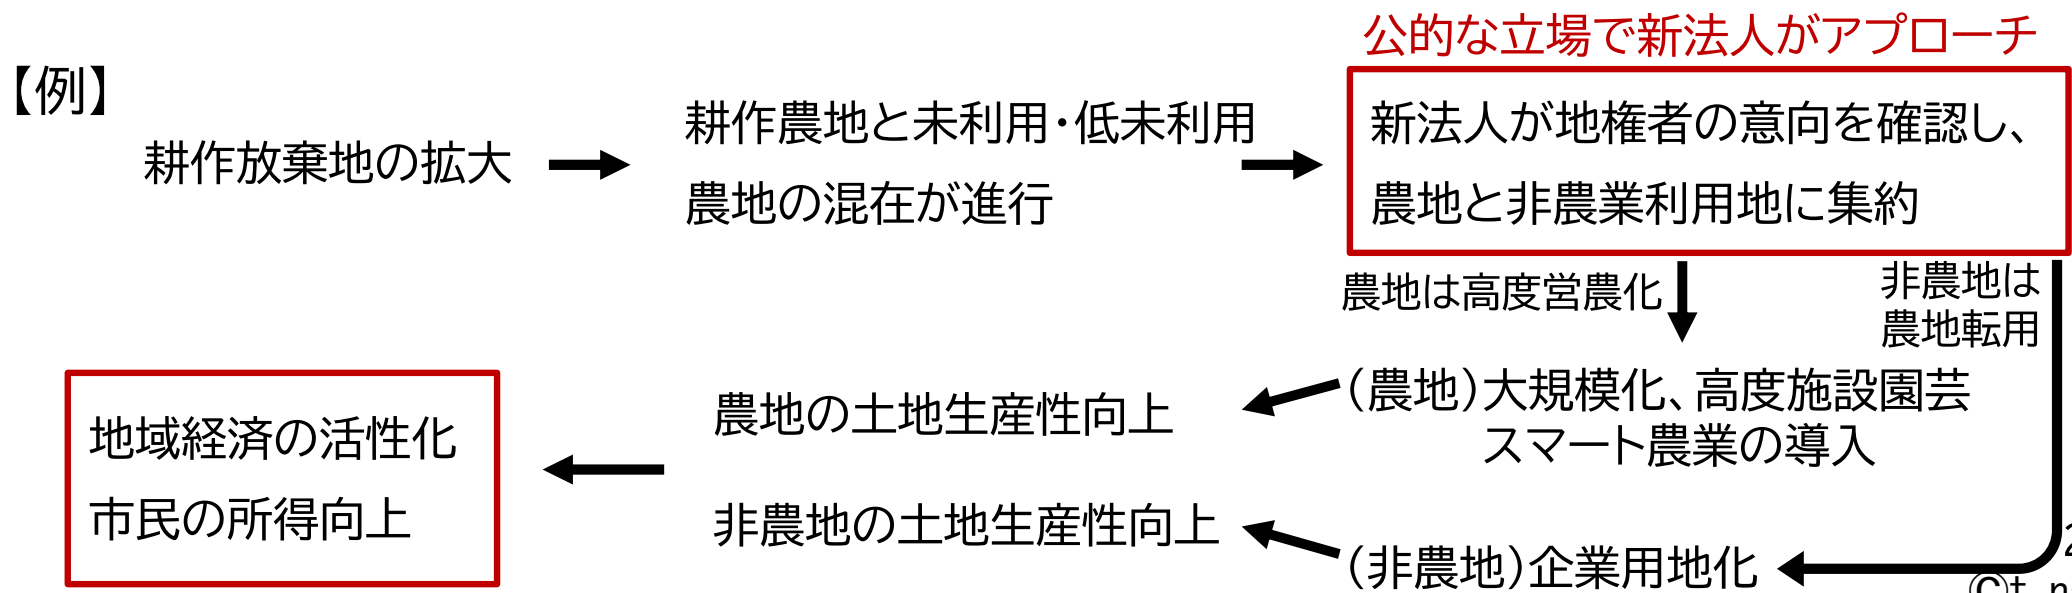 公的な立場で新法人がアプローチ
【例】
耕作放棄地の拡大
耕作農地と未利用・低未利用
農地の混在が進行
新法人が地権者の意向を確認し、
農地と非農業利用地に集約
農地は高度営農化
非農地は
農地転用
（農地）大規模化、高度施設園芸
スマート農業の導入
（非農地）企業用地化
農地の土地生産性向上
非農地の土地生産性向上
地域経済の活性化
市民の所得向上